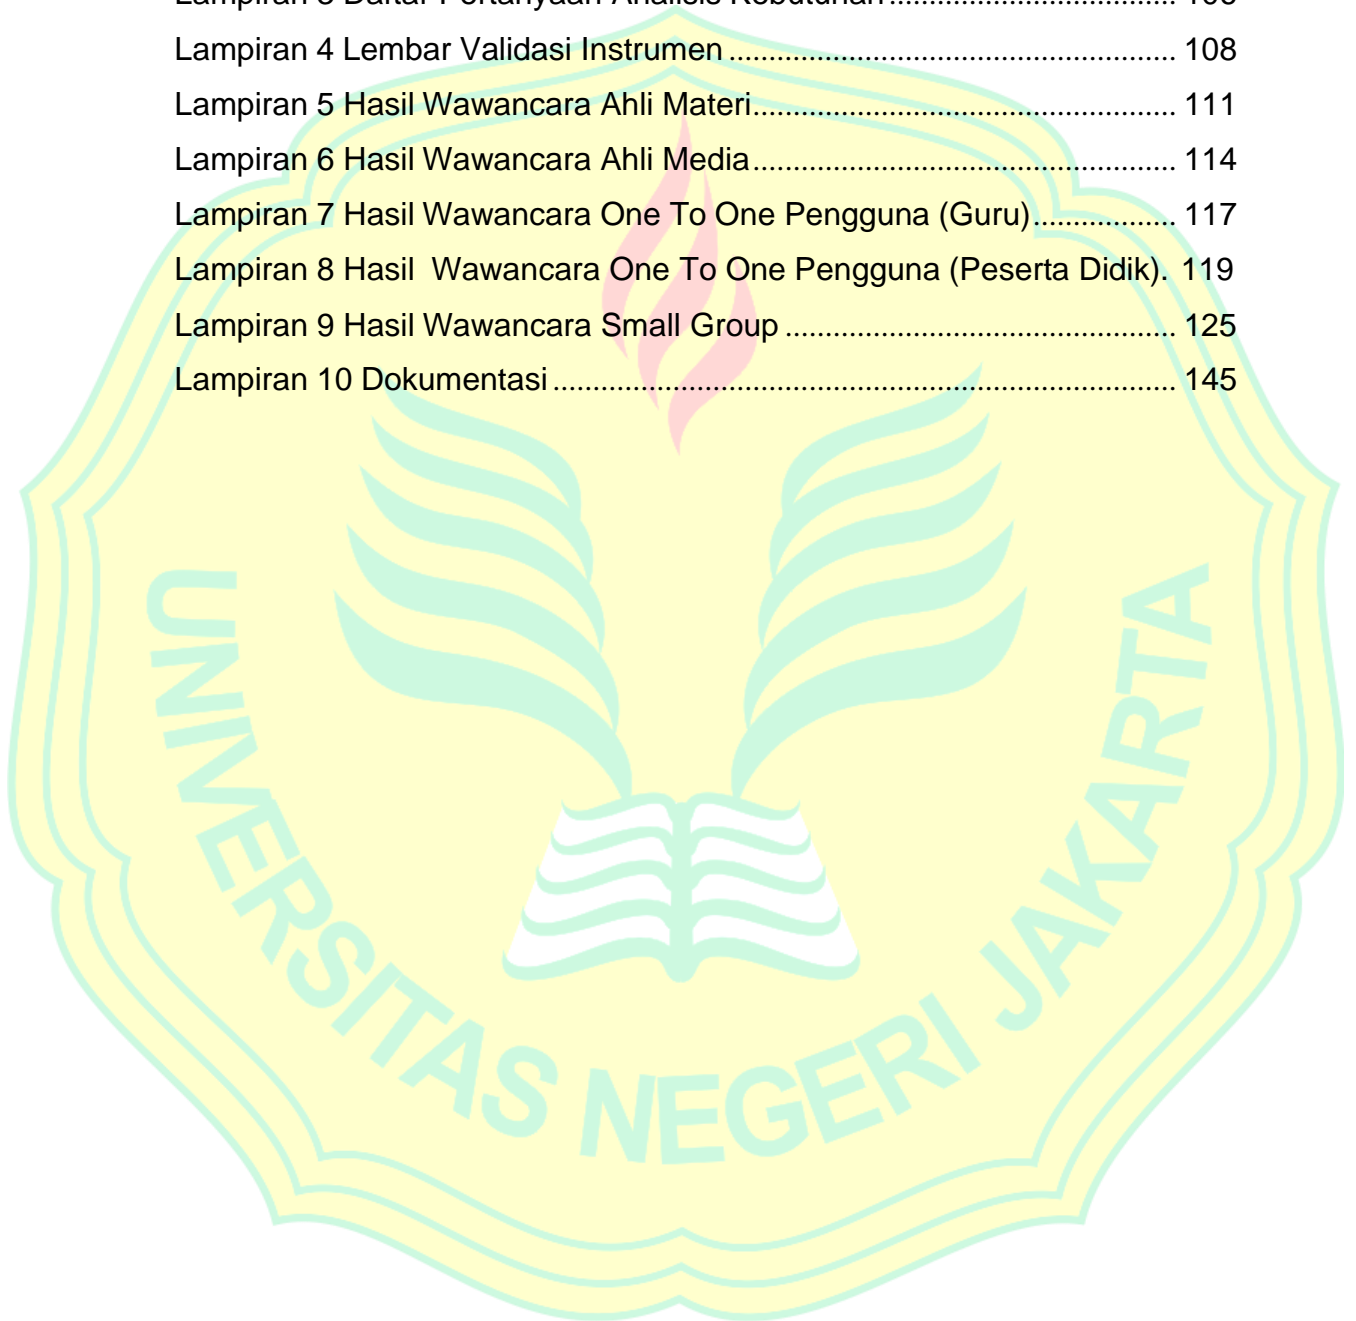 Lampiran 4 Lembar Validasi Instrumen ........................................................ 108
Lampiran 5 Hasil Wawancara Ahli Materi..................................................... 111
Lampiran 6 Hasil Wawancara Ahli Media..................................................... 114
Lampiran 7 Hasil Wawancara One To One Pengguna (Guru).................. 117
Lampiran 8 Hasil  Wawancara One To One Pengguna (Peserta Didik). 119
Lampiran 9 Hasil Wawancara Small Group ................................................. 125
Lampiran 10 Dokumentasi .............................................................................. 145
UNIVERSITAS NEGERI JAKARTA